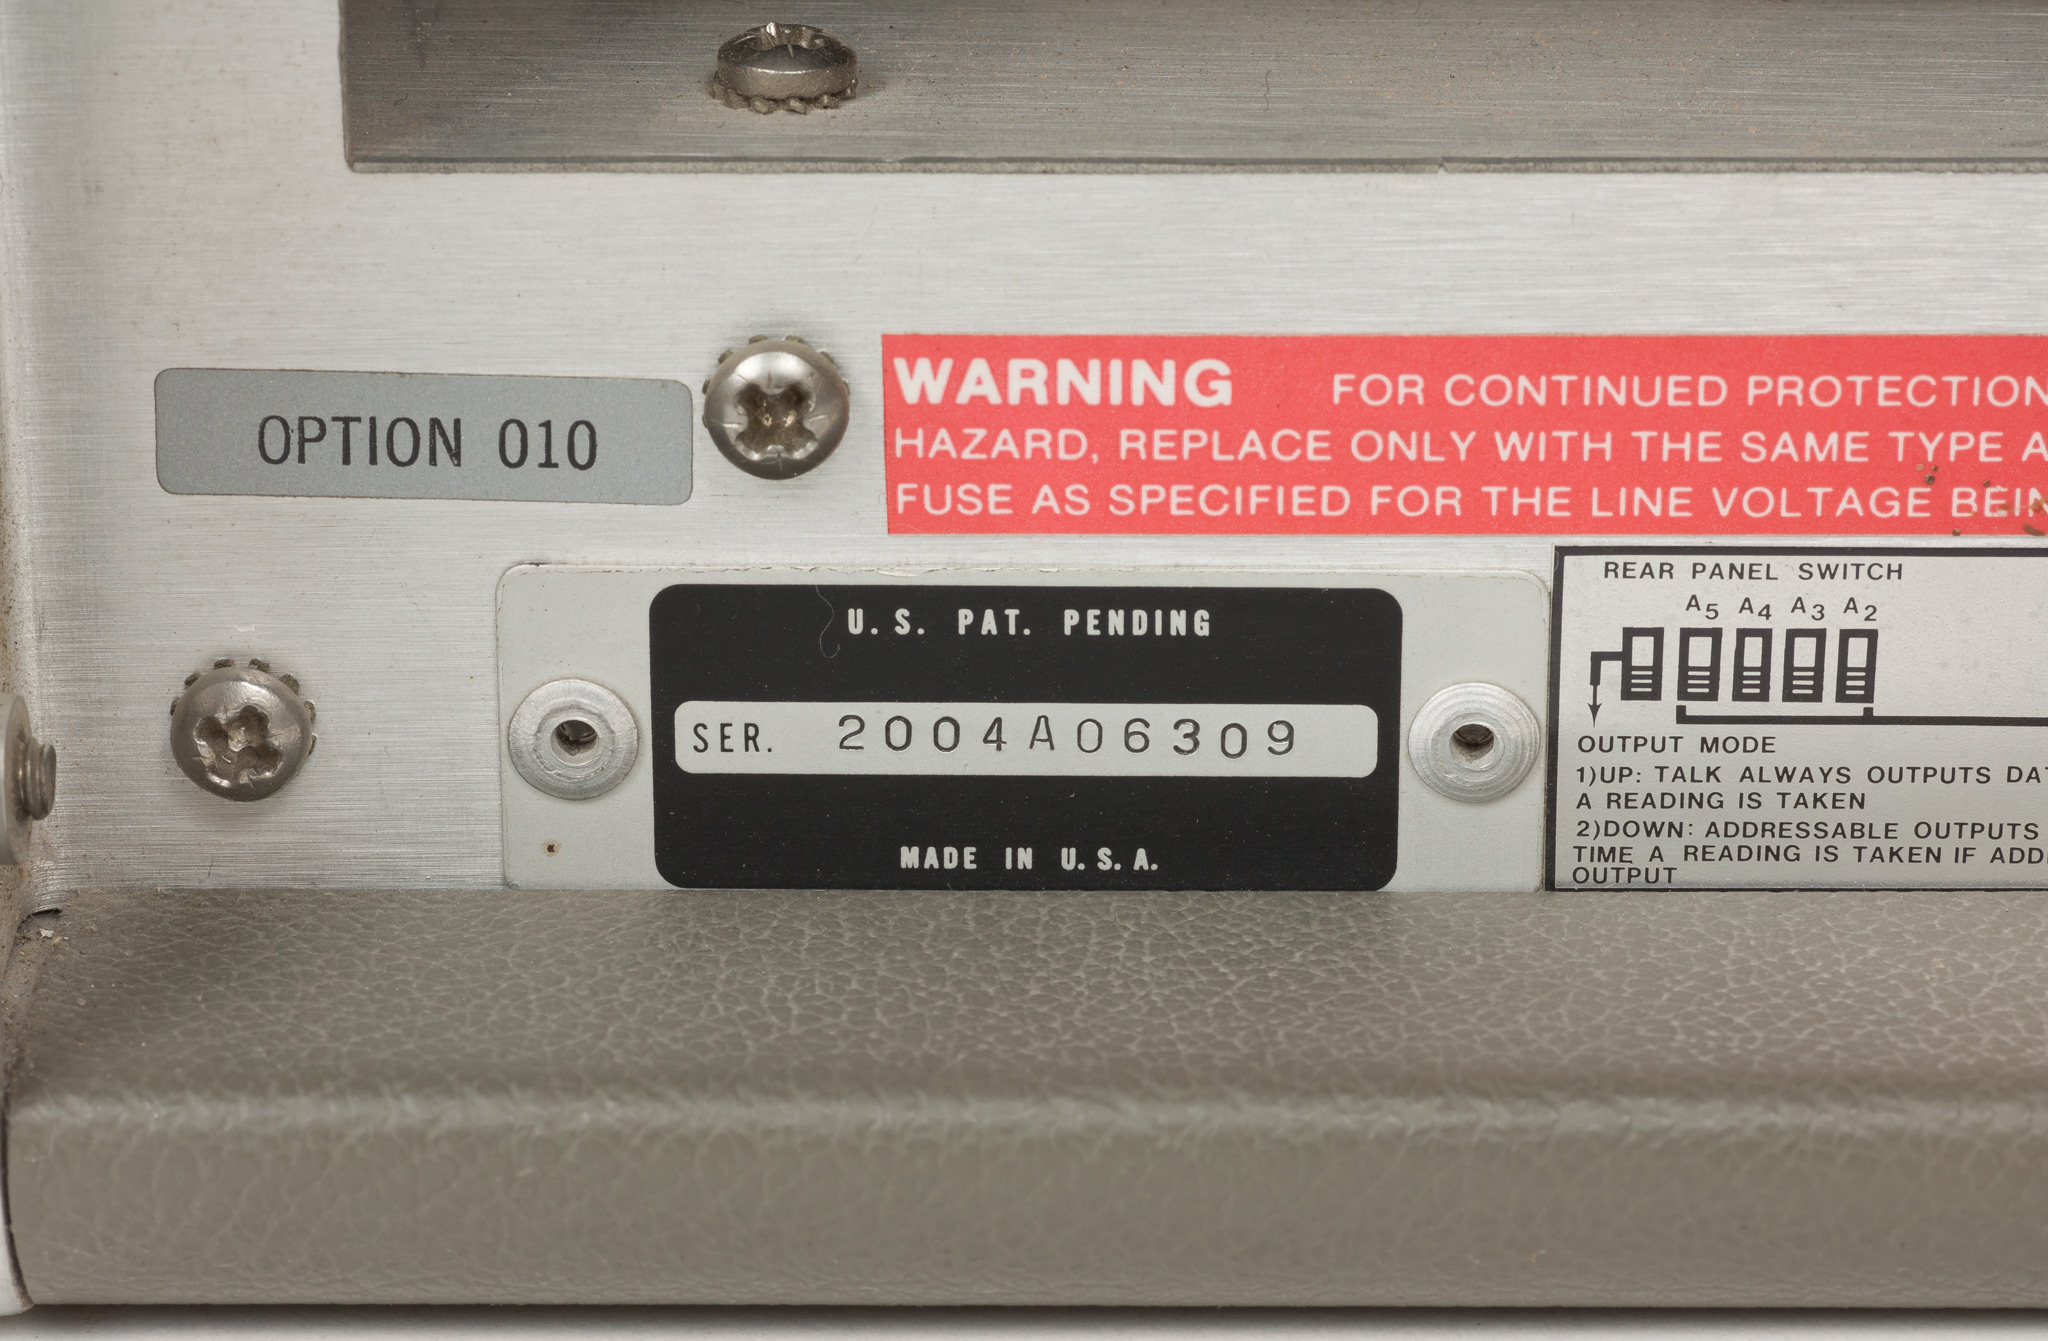 OPTION 010
WARNING FOR CONTINUED PROTECTION
HAZARD, REPLACE ONLY WITH THE SAME TYPE
FUSE AS SPECIFIED FOR THE LINE VOLTAGE
U.S. PAT. PENDING
SER. 2004A06309
MADE IN U.S.A.
REAR PANEL SWITCH
A5 A4 A3 A2
OUTPUT MODE
1)UP: TALK ALWAYS OUTPUTS
A READING IS TAKEN
2)DOWN: ADDRESSABLE OUTPUTS
TIME A READING IS TAKEN IF
OUTPUT